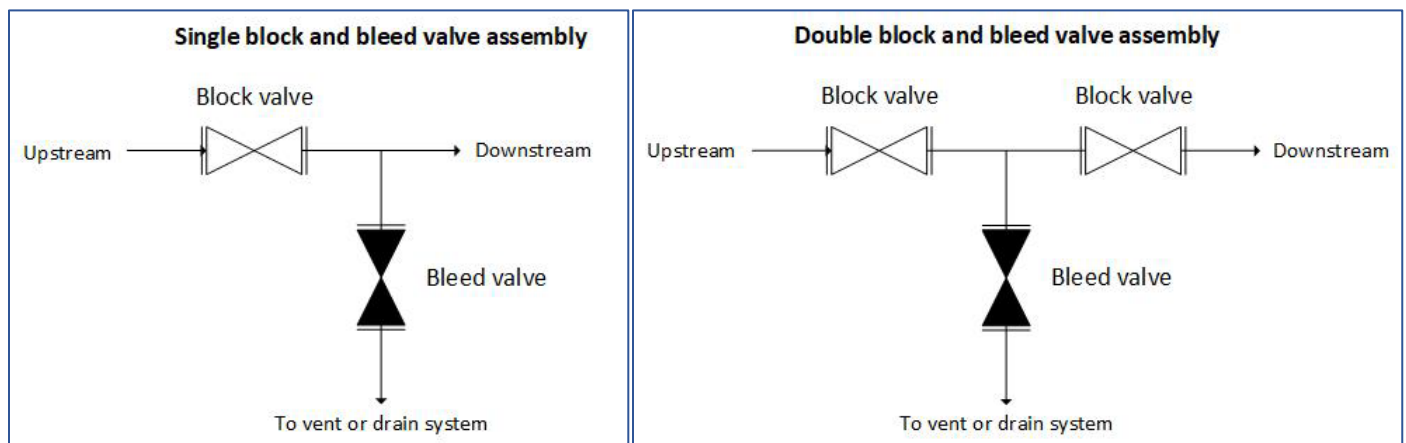 Single block and bleed valve assembly
Block valve
Upstream
Downstream
Bleed valve
To vent or drain system
Double block and bleed valve assembly
Block valve
Block valve
Upstream
Downstream
Bleed valve
To vent or drain system